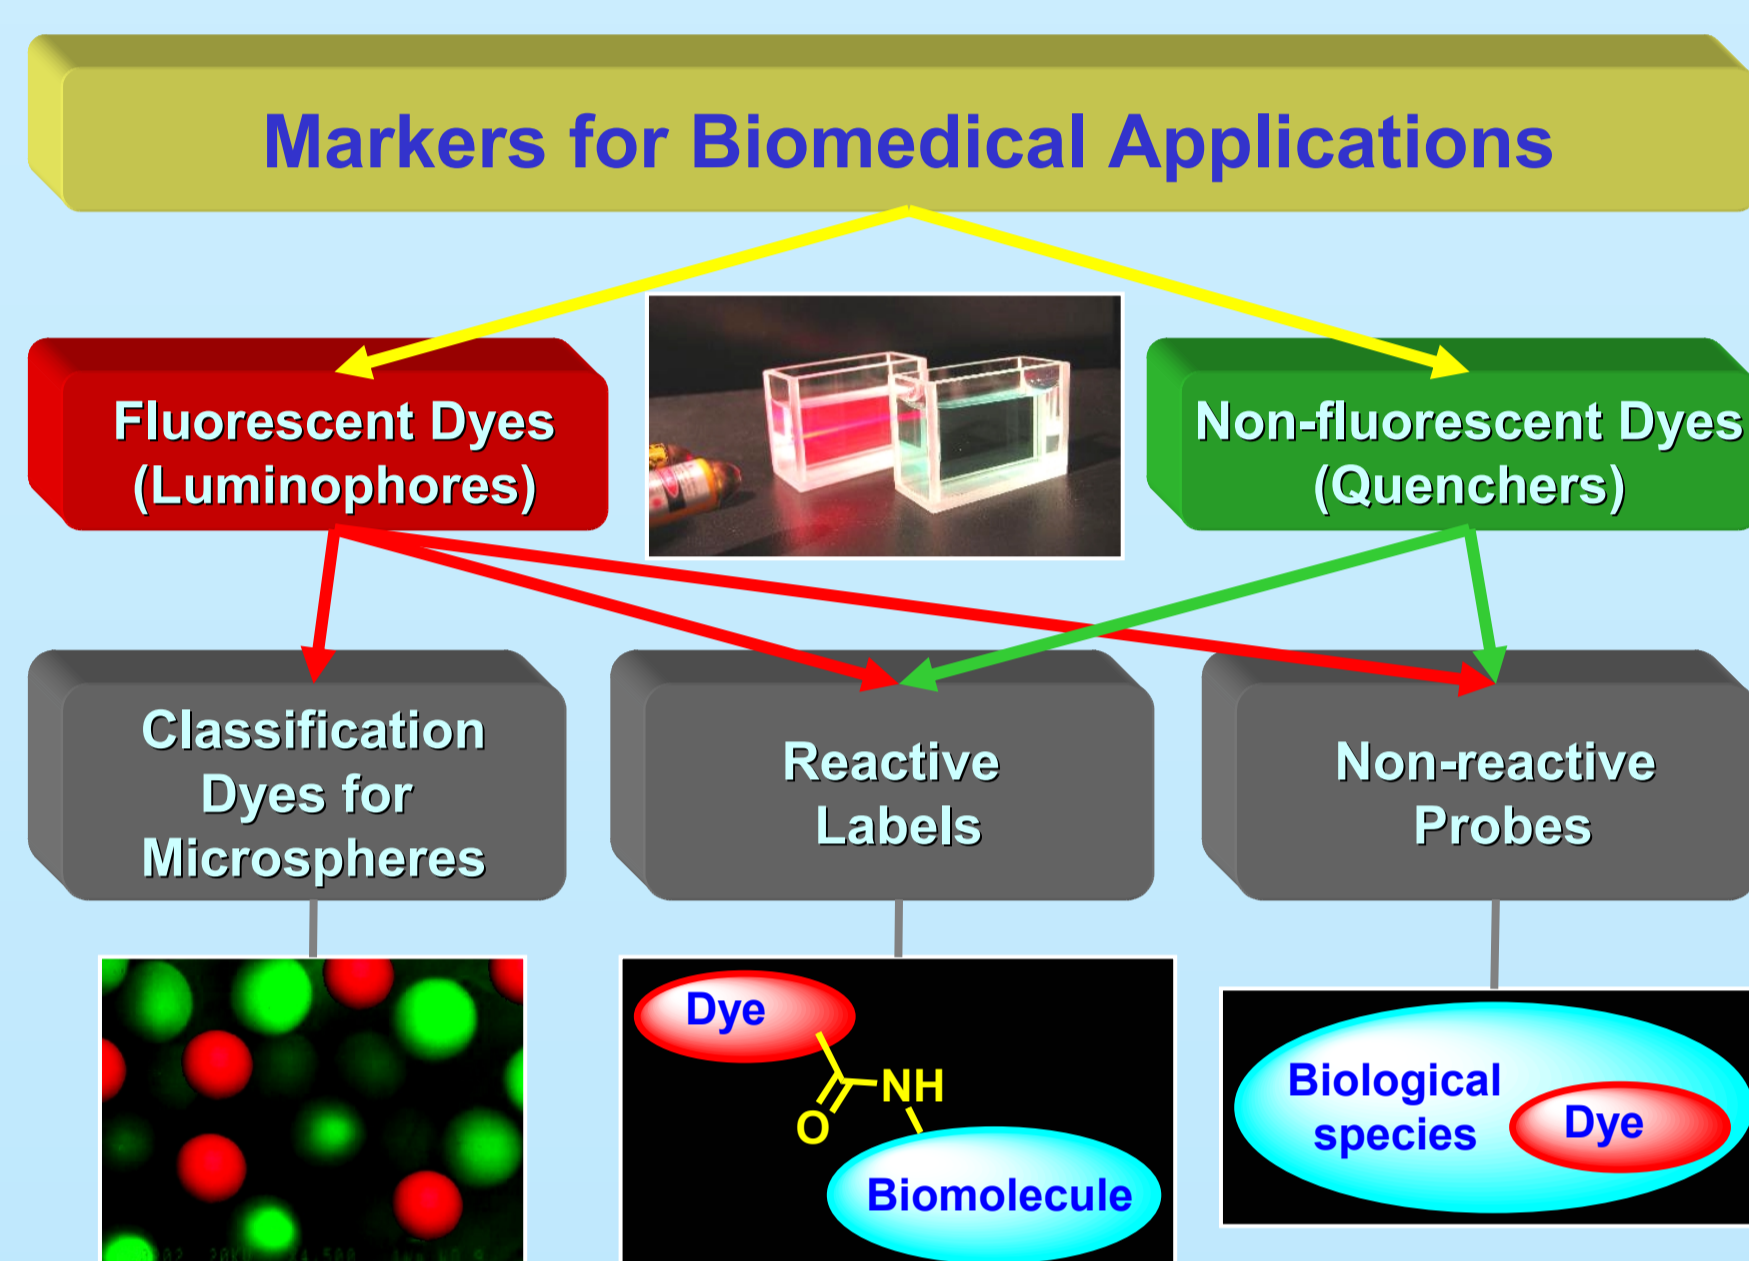 Markers for Biomedical Applications
Fluorescent Dyes
(Luminophores)
Non-fluorescent Dyes
(Quenchers)
Classification
Dyes for
Microspheres
Reactive
Labels
Non-reactive
Probes
Dye
NH
O
Biomolecule
Biological
species
Dye